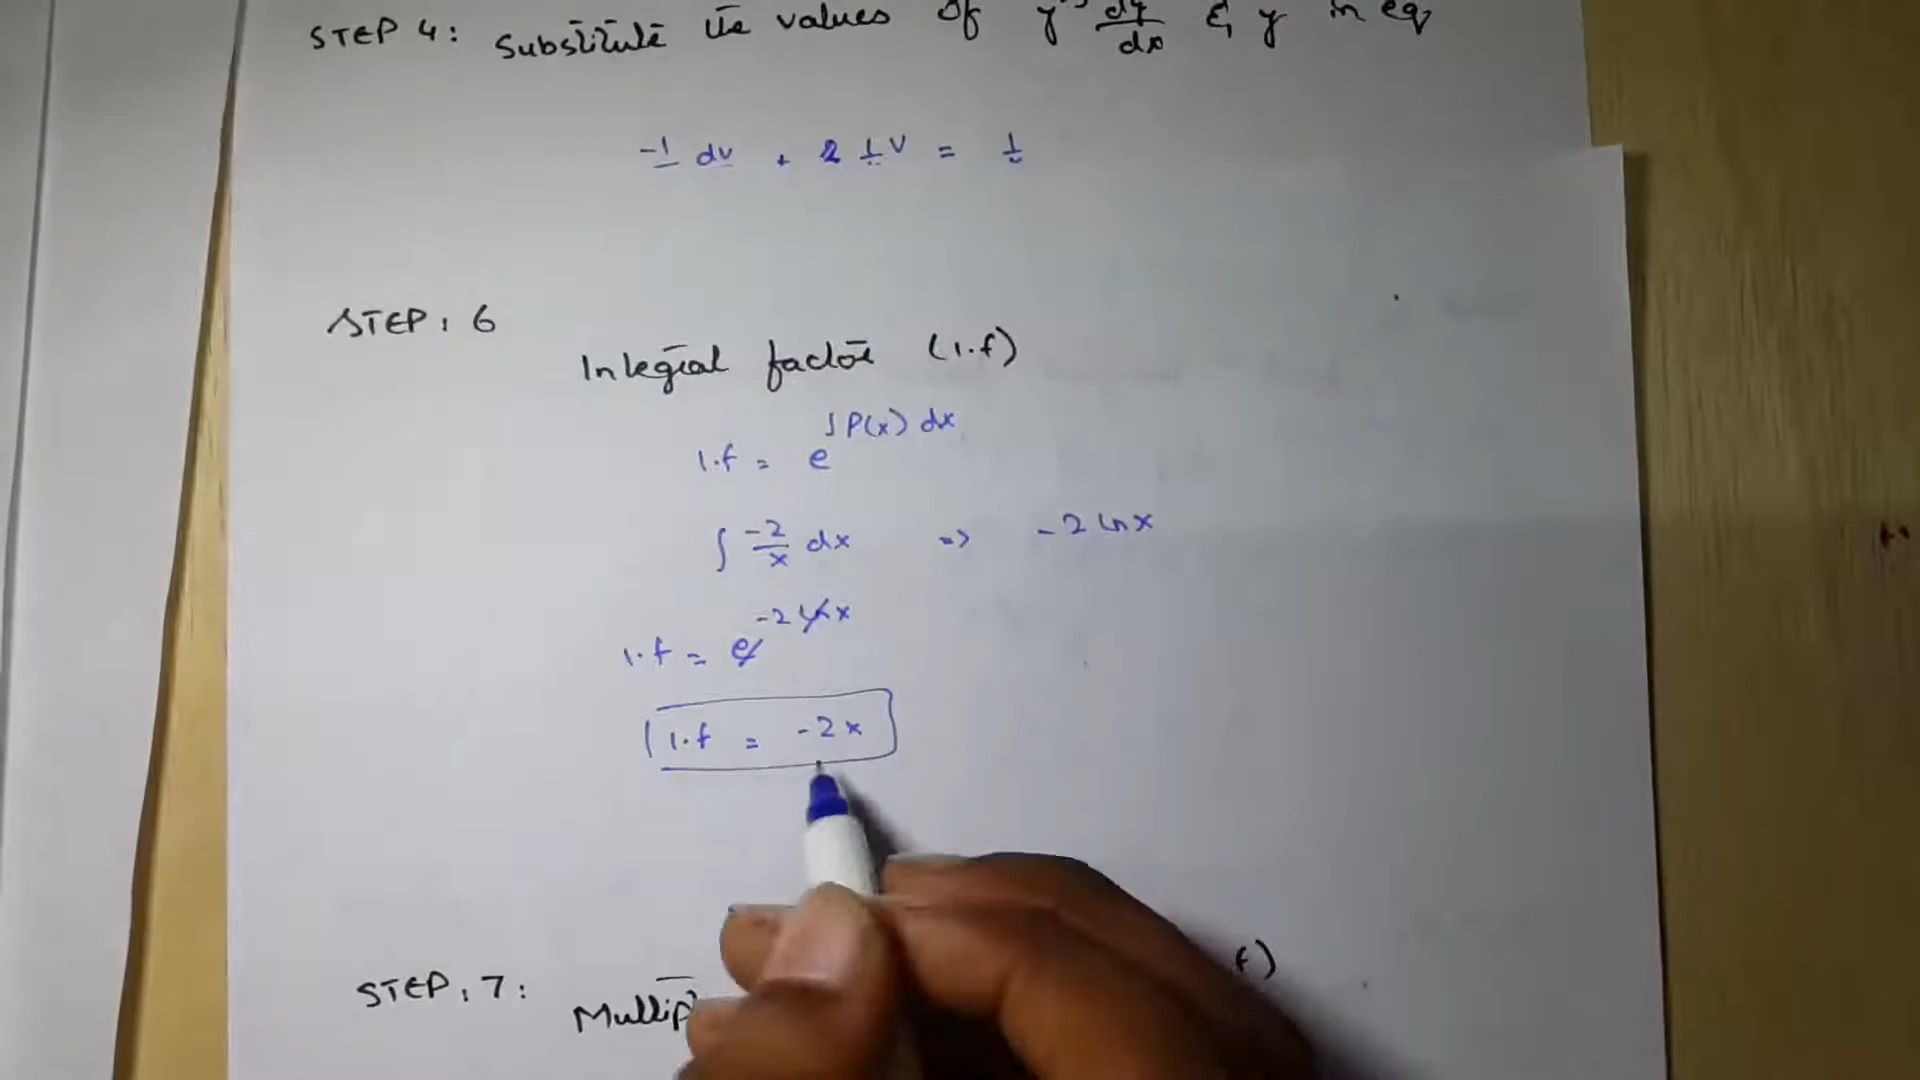 STEP 4: Substitute the values of y dy/dx & y in eq
-1 dv + 2 1 v = 1
STEP: 6
Integral factor (I.f)
I.f = e^∫P(x) dx
∫ -2/x dx => -2 ln x
I.f = e^-2 ln x
I.f = -2x
STEP: 7: